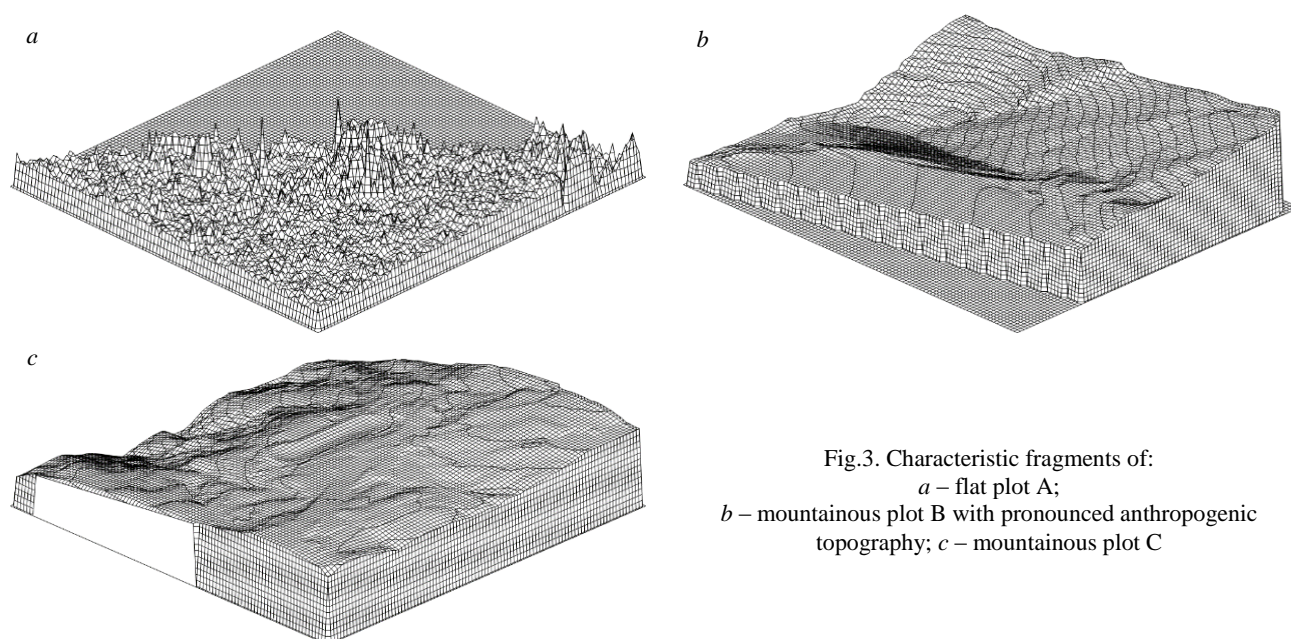 a
b
c
Fig.3. Characteristic fragments of:
a – flat plot A;
b – mountainous plot B with pronounced anthropogenic
topography; c – mountainous plot C